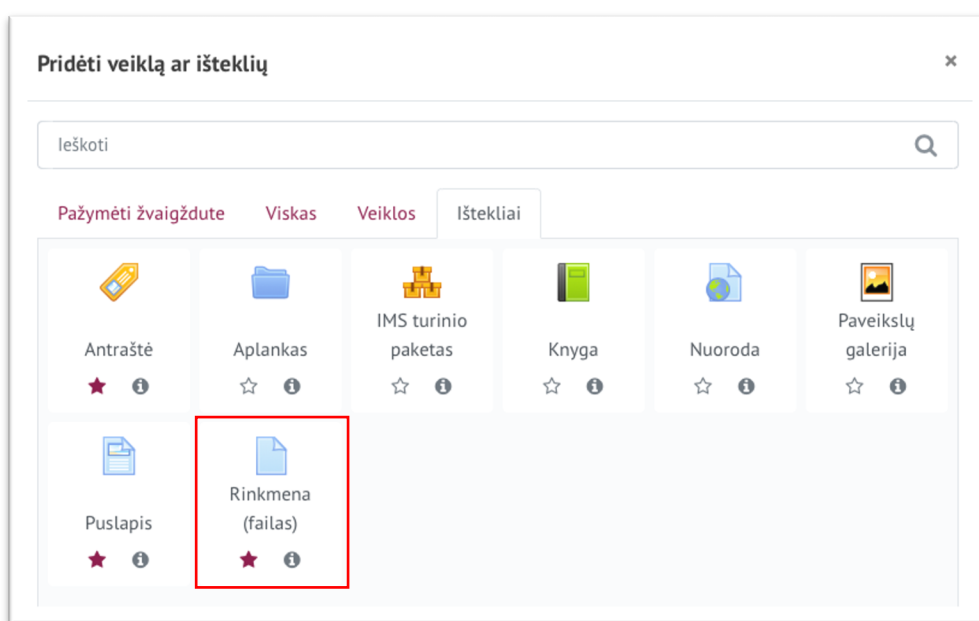 Pridėti veiklą ar išteklių
×
Ieškoti
Pažymėti žvaigždute Viskas Veiklos Ištekliai
Antraštė
Aplankas
IMS turinio
paketas
Knyga
Nuoroda
Paveikslų
galerija
Puslapis
Rinkmena
(failas)